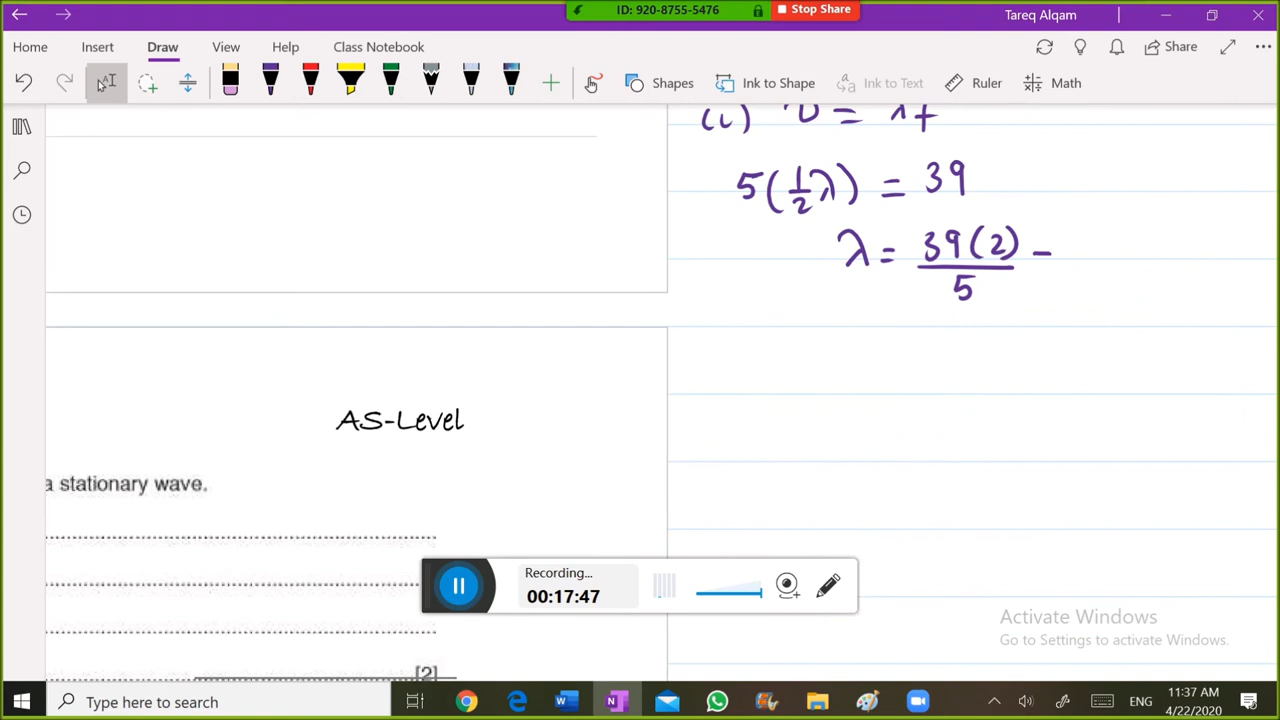 ID: 920-8755-5476 Stop Share
Tareq Alqam
Home Insert Draw View Help Class Notebook
Share
Shapes Ink to Shape Ink to Text Ruler Math
5(½λ) = 39
λ = 39(2)/5 –
AS-Level
a stationary wave.
[2]
Recording...
00:17:47
Activate Windows
Go to Settings to activate Windows.
Type here to search
ENG
11:37 AM
4/22/2020